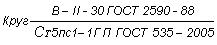 Круг
В – II - 30 ГОСТ 2590 - 88
Ст5пс1–1ГП ГОСТ 535 – 2005